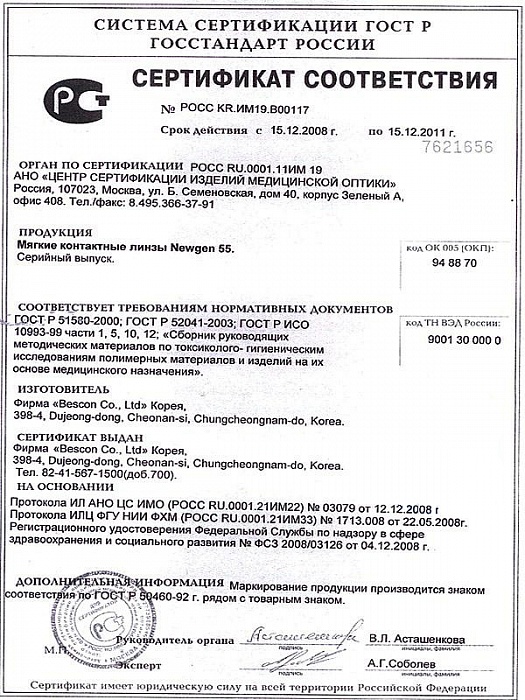 СИСТЕМА СЕРТИФИКАЦИИ ГОСТ Р
ГОССТАНДАРТ РОССИИ
СЕРТИФИКАТ СООТВЕТСТВИЯ
№ РОСС KR.ИМ19.В00117
Срок действия с 15.12.2008 г. по 15.12.2011 г.
7621656
ОРГАН ПО СЕРТИФИКАЦИИ РОСС RU.0001.11ИМ 19
АНО «ЦЕНТР СЕРТИФИКАЦИИ ИЗДЕЛИЙ МЕДИЦИНСКОЙ ОПТИКИ»
Россия, 107023, Москва, ул. Б. Семеновская, дом 40, корпус Зеленый А,
офис 408. Тел./факс: 8.495.366-37-91
ПРОДУКЦИЯ
Мягкие контактные линзы Newgen 55.
Серийный выпуск.
код ОК 005 (ОКП):
94 88 70
СООТВЕТСТВУЕТ ТРЕБОВАНИЯМ НОРМАТИВНЫХ ДОКУМЕНТОВ
ГОСТ Р 51580-2000; ГОСТ Р 52041-2003; ГОСТ Р ИСО
10993-99 части 1, 5, 10, 12; «Сборник руководящих
методических материалов по токсиколого- гигиеническим
исследованиям полимерных материалов и изделий на их
основе медицинского назначения».
код ТН ВЭД России:
9001 30 000 0
ИЗГОТОВИТЕЛЬ
Фирма «Bescon Co., Ltd» Корея,
398-4, Dujeong-dong, Cheonan-si, Chungcheongnam-do, Korea.
СЕРТИФИКАТ ВЫДАН
Фирма «Bescon Co., Ltd» Корея,
398-4, Dujeong-dong, Cheonan-si, Chungcheongnam-do, Korea.
Тел. 82-41-567-1500(доб.700).
НА ОСНОВАНИИ
Протокола ИЛ АНО ЦС ИМО (РОСС RU.0001.21ИМ22) № 03079 от 12.12.2008 г
Протокола ИЛЦ ФГУ НИИ ФХМ (РОСС RU.0001.21ИМ33) № 1713.008 от 22.05.2008г.
Регистрационного удостоверения Федеральной Службы по надзору в сфере
здравоохранения и социального развития № ФСЗ 2008/03126 от 04.12.2008 г.
ДОПОЛНИТЕЛЬНАЯ ИНФОРМАЦИЯ Маркирование продукции производится знаком
соответствия по ГОСТ Р 50460-92 г. рядом с товарным знаком.
Руководитель органа В.Л. Асташенкова
подпись инициалы, фамилия
М.П.
Эксперт А.Г.Соболев
подпись инициалы, фамилия
Сертификат имеет юридическую силу на всей территории Российской Федерации